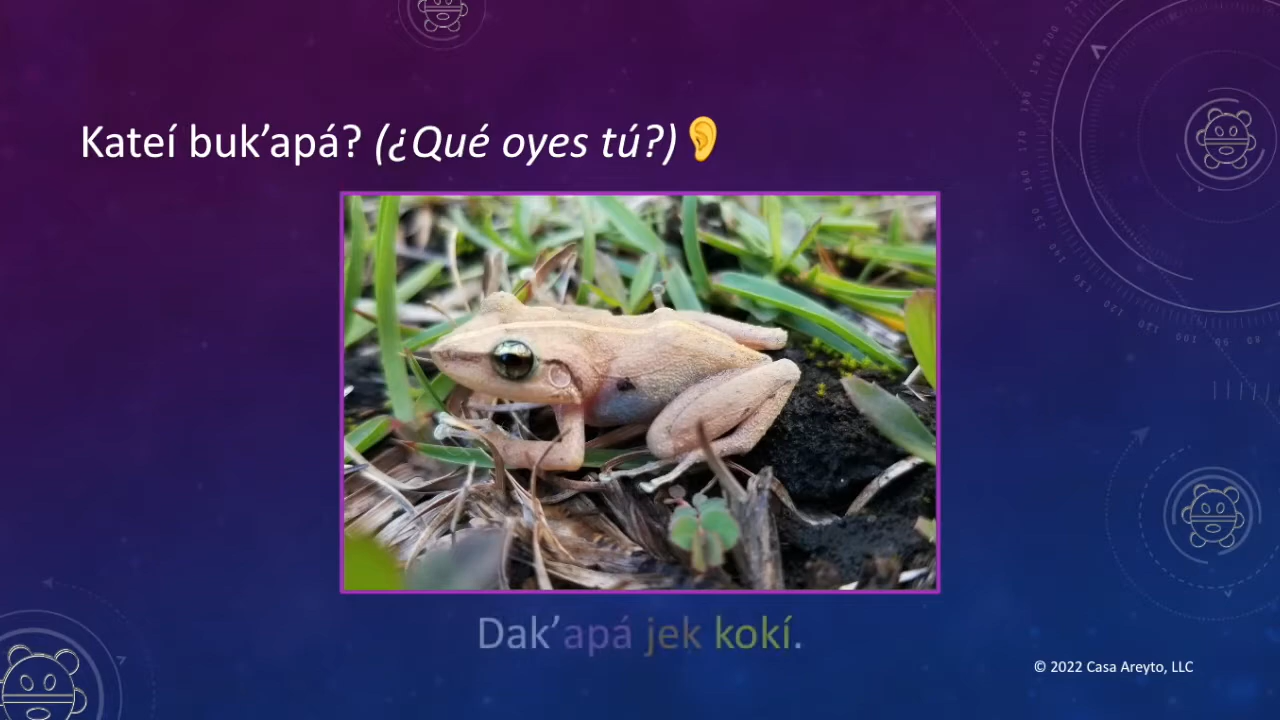 Kateí buk’apá? (¿Qué oyes tú?)
Dak’apá jek kokí.
© 2022 Casa Areyto, LLC